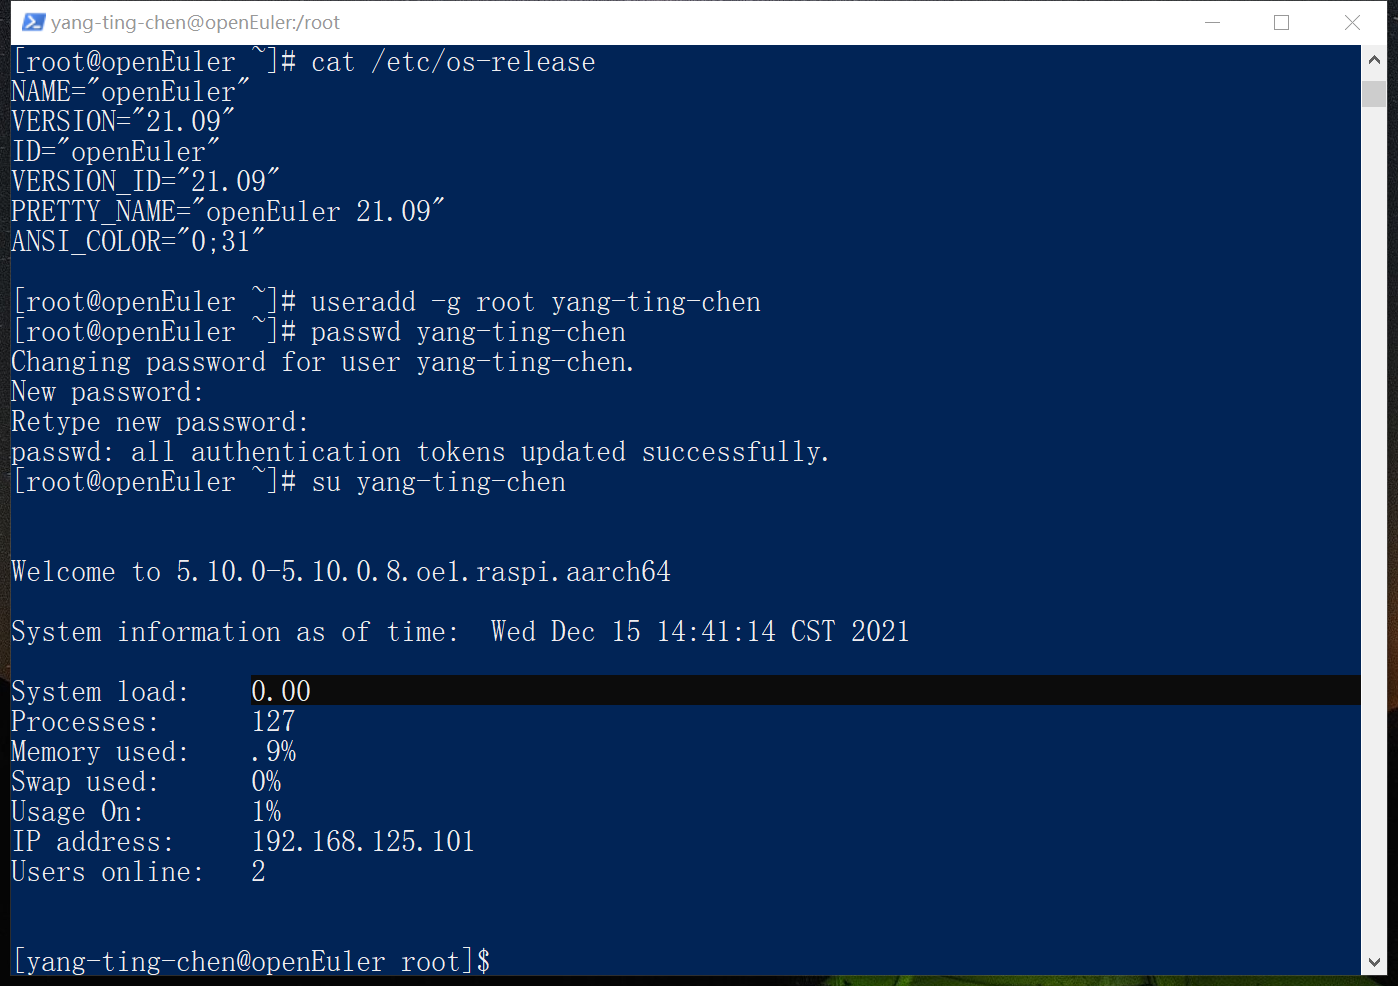 yang-ting-chen@openEuler:/root
[root@openEuler ~]# cat /etc/os-release
NAME="openEuler"
VERSION="21.09"
ID="openEuler"
VERSION_ID="21.09"
PRETTY_NAME="openEuler 21.09"
ANSI_COLOR="0;31"
[root@openEuler ~]# useradd -g root yang-ting-chen
[root@openEuler ~]# passwd yang-ting-chen
Changing password for user yang-ting-chen.
New password:
Retype new password:
passwd: all authentication tokens updated successfully.
[root@openEuler ~]# su yang-ting-chen
Welcome to 5.10.0-5.10.0.8.oe1.raspi.aarch64
System information as of time:  Wed Dec 15 14:41:14 CST 2021
System load:    0.00
Processes:      127
Memory used:    .9%
Swap used:      0%
Usage On:       1%
IP address:     192.168.125.101
Users online:   2
[yang-ting-chen@openEuler root]$